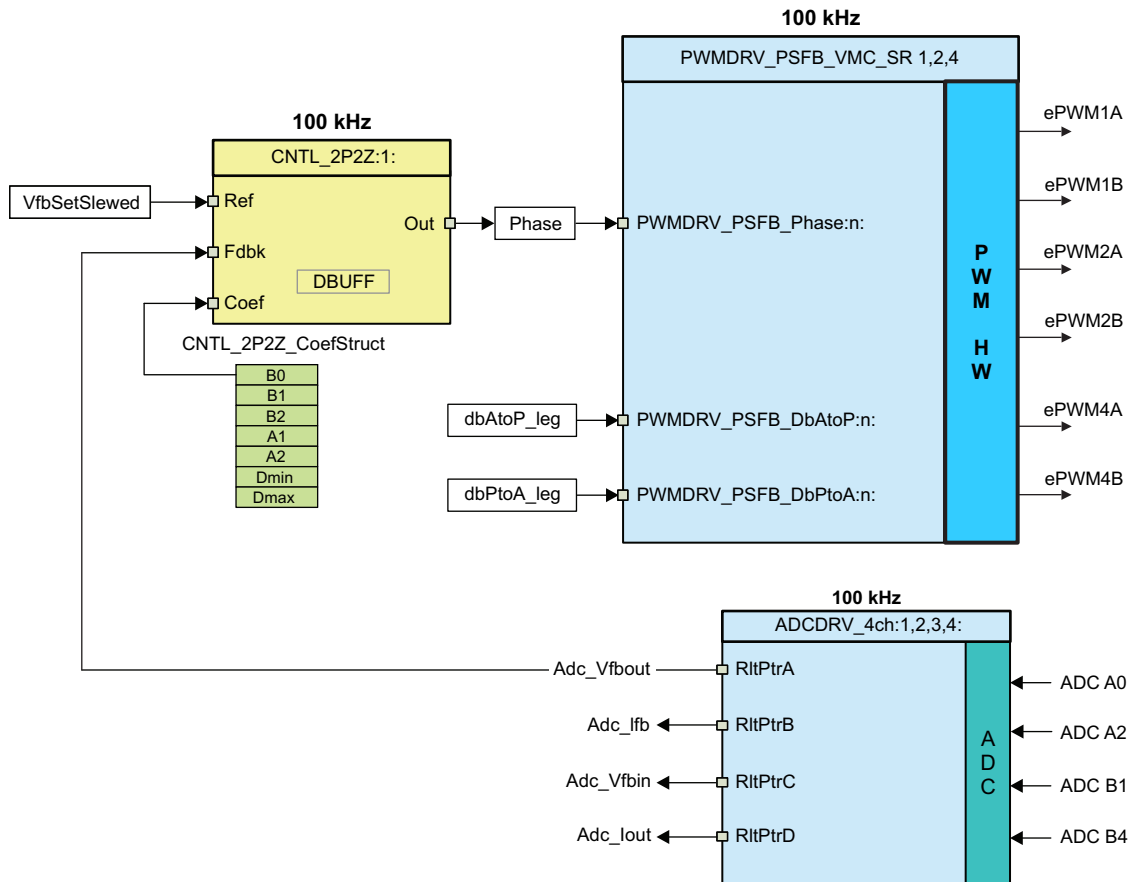 100 kHz
PWMDRV_PSFB_VMC_SR 1,2,4
100 kHz
CNTL_2P2Z:1:
VfbSetSlewed
Ref
Fdbk
Coef
Out
DBUFF
Phase
PWMDRV_PSFB_Phase:n:
CNTL_2P2Z_CoefStruct
B0
B1
B2
A1
A2
Dmin
Dmax
dbAtoP_leg
PWMDRV_PSFB_DbAtoP:n:
dbPtoA_leg
PWMDRV_PSFB_DbPtoA:n:
P
W
M
H
W
ePWM1A
ePWM1B
ePWM2A
ePWM2B
ePWM4A
ePWM4B
100 kHz
ADCDRV_4ch:1,2,3,4:
Adc_Vfbout
RltPtrA
Adc_Ifb
RltPtrB
Adc_Vfbin
RltPtrC
Adc_Iout
RltPtrD
A
D
C
ADC A0
ADC A2
ADC B1
ADC B4